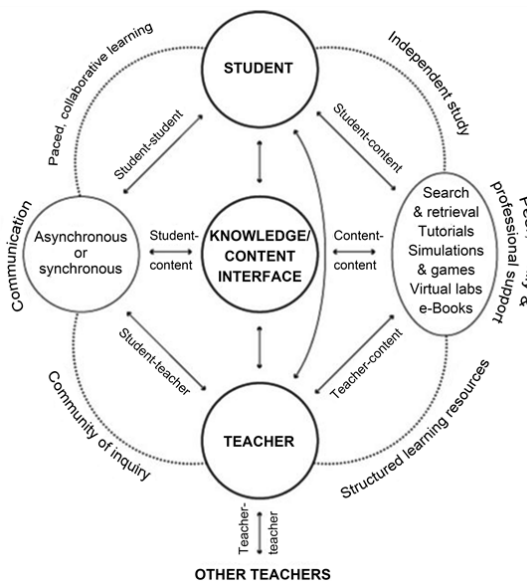 Paced, collaborative learning
STUDENT
Independent study
Student-student
Student-content
Communication
Asynchronous
or
synchronous
Student-
content
KNOWLEDGE/
CONTENT
INTERFACE
Content-
content
Search
& retrieval
Tutorials
Simulations
& games
Virtual labs
e-Books
&
professional support
Student-teacher
Teacher-content
Community of inquiry
TEACHER
Structured learning resources
Teacher-
teacher
OTHER TEACHERS